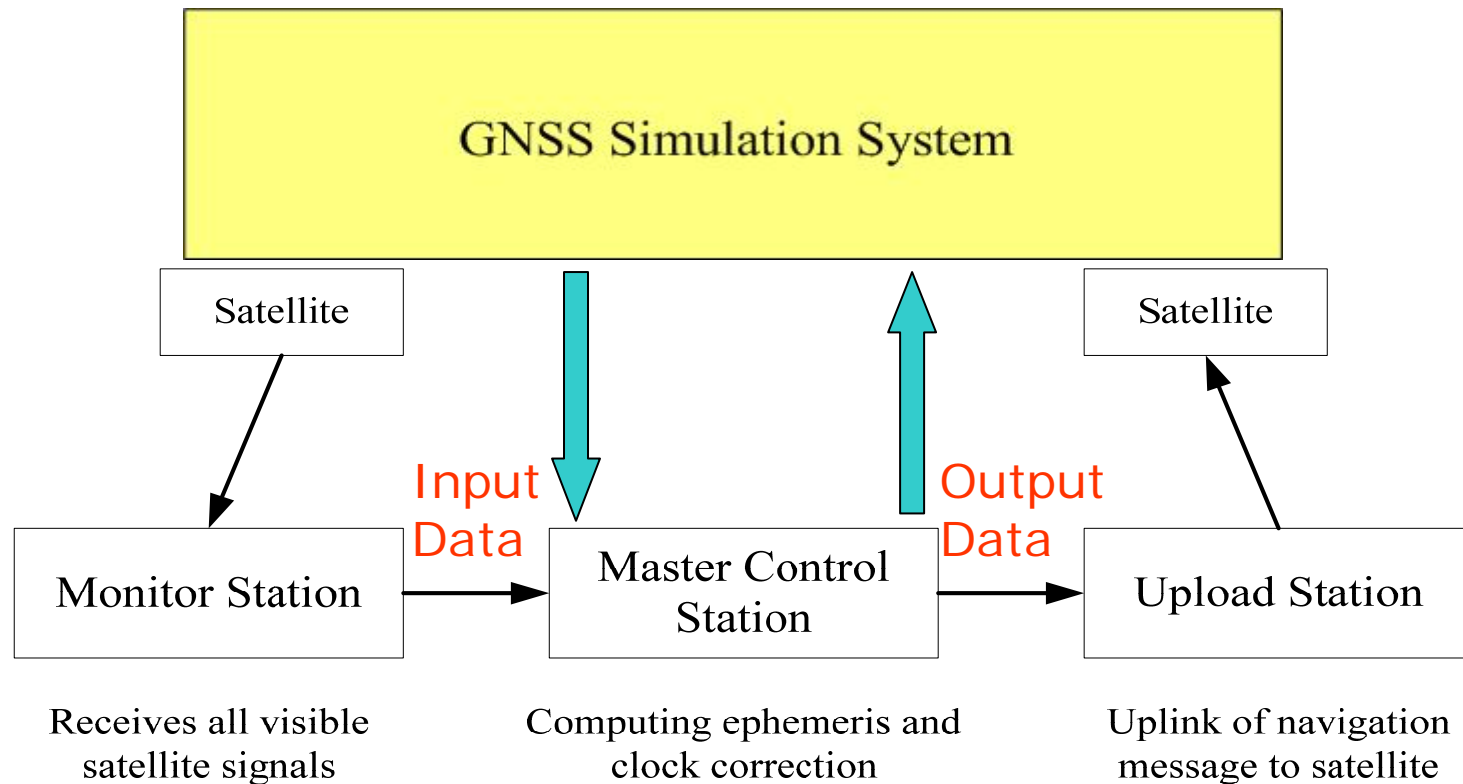 GNSS Simulation System
Satellite
Satellite
Input
Data
Output
Data
Monitor Station
Master Control
Station
Upload Station
Receives all visible
satellite signals
Computing ephemeris and
clock correction
Uplink of navigation
message to satellite